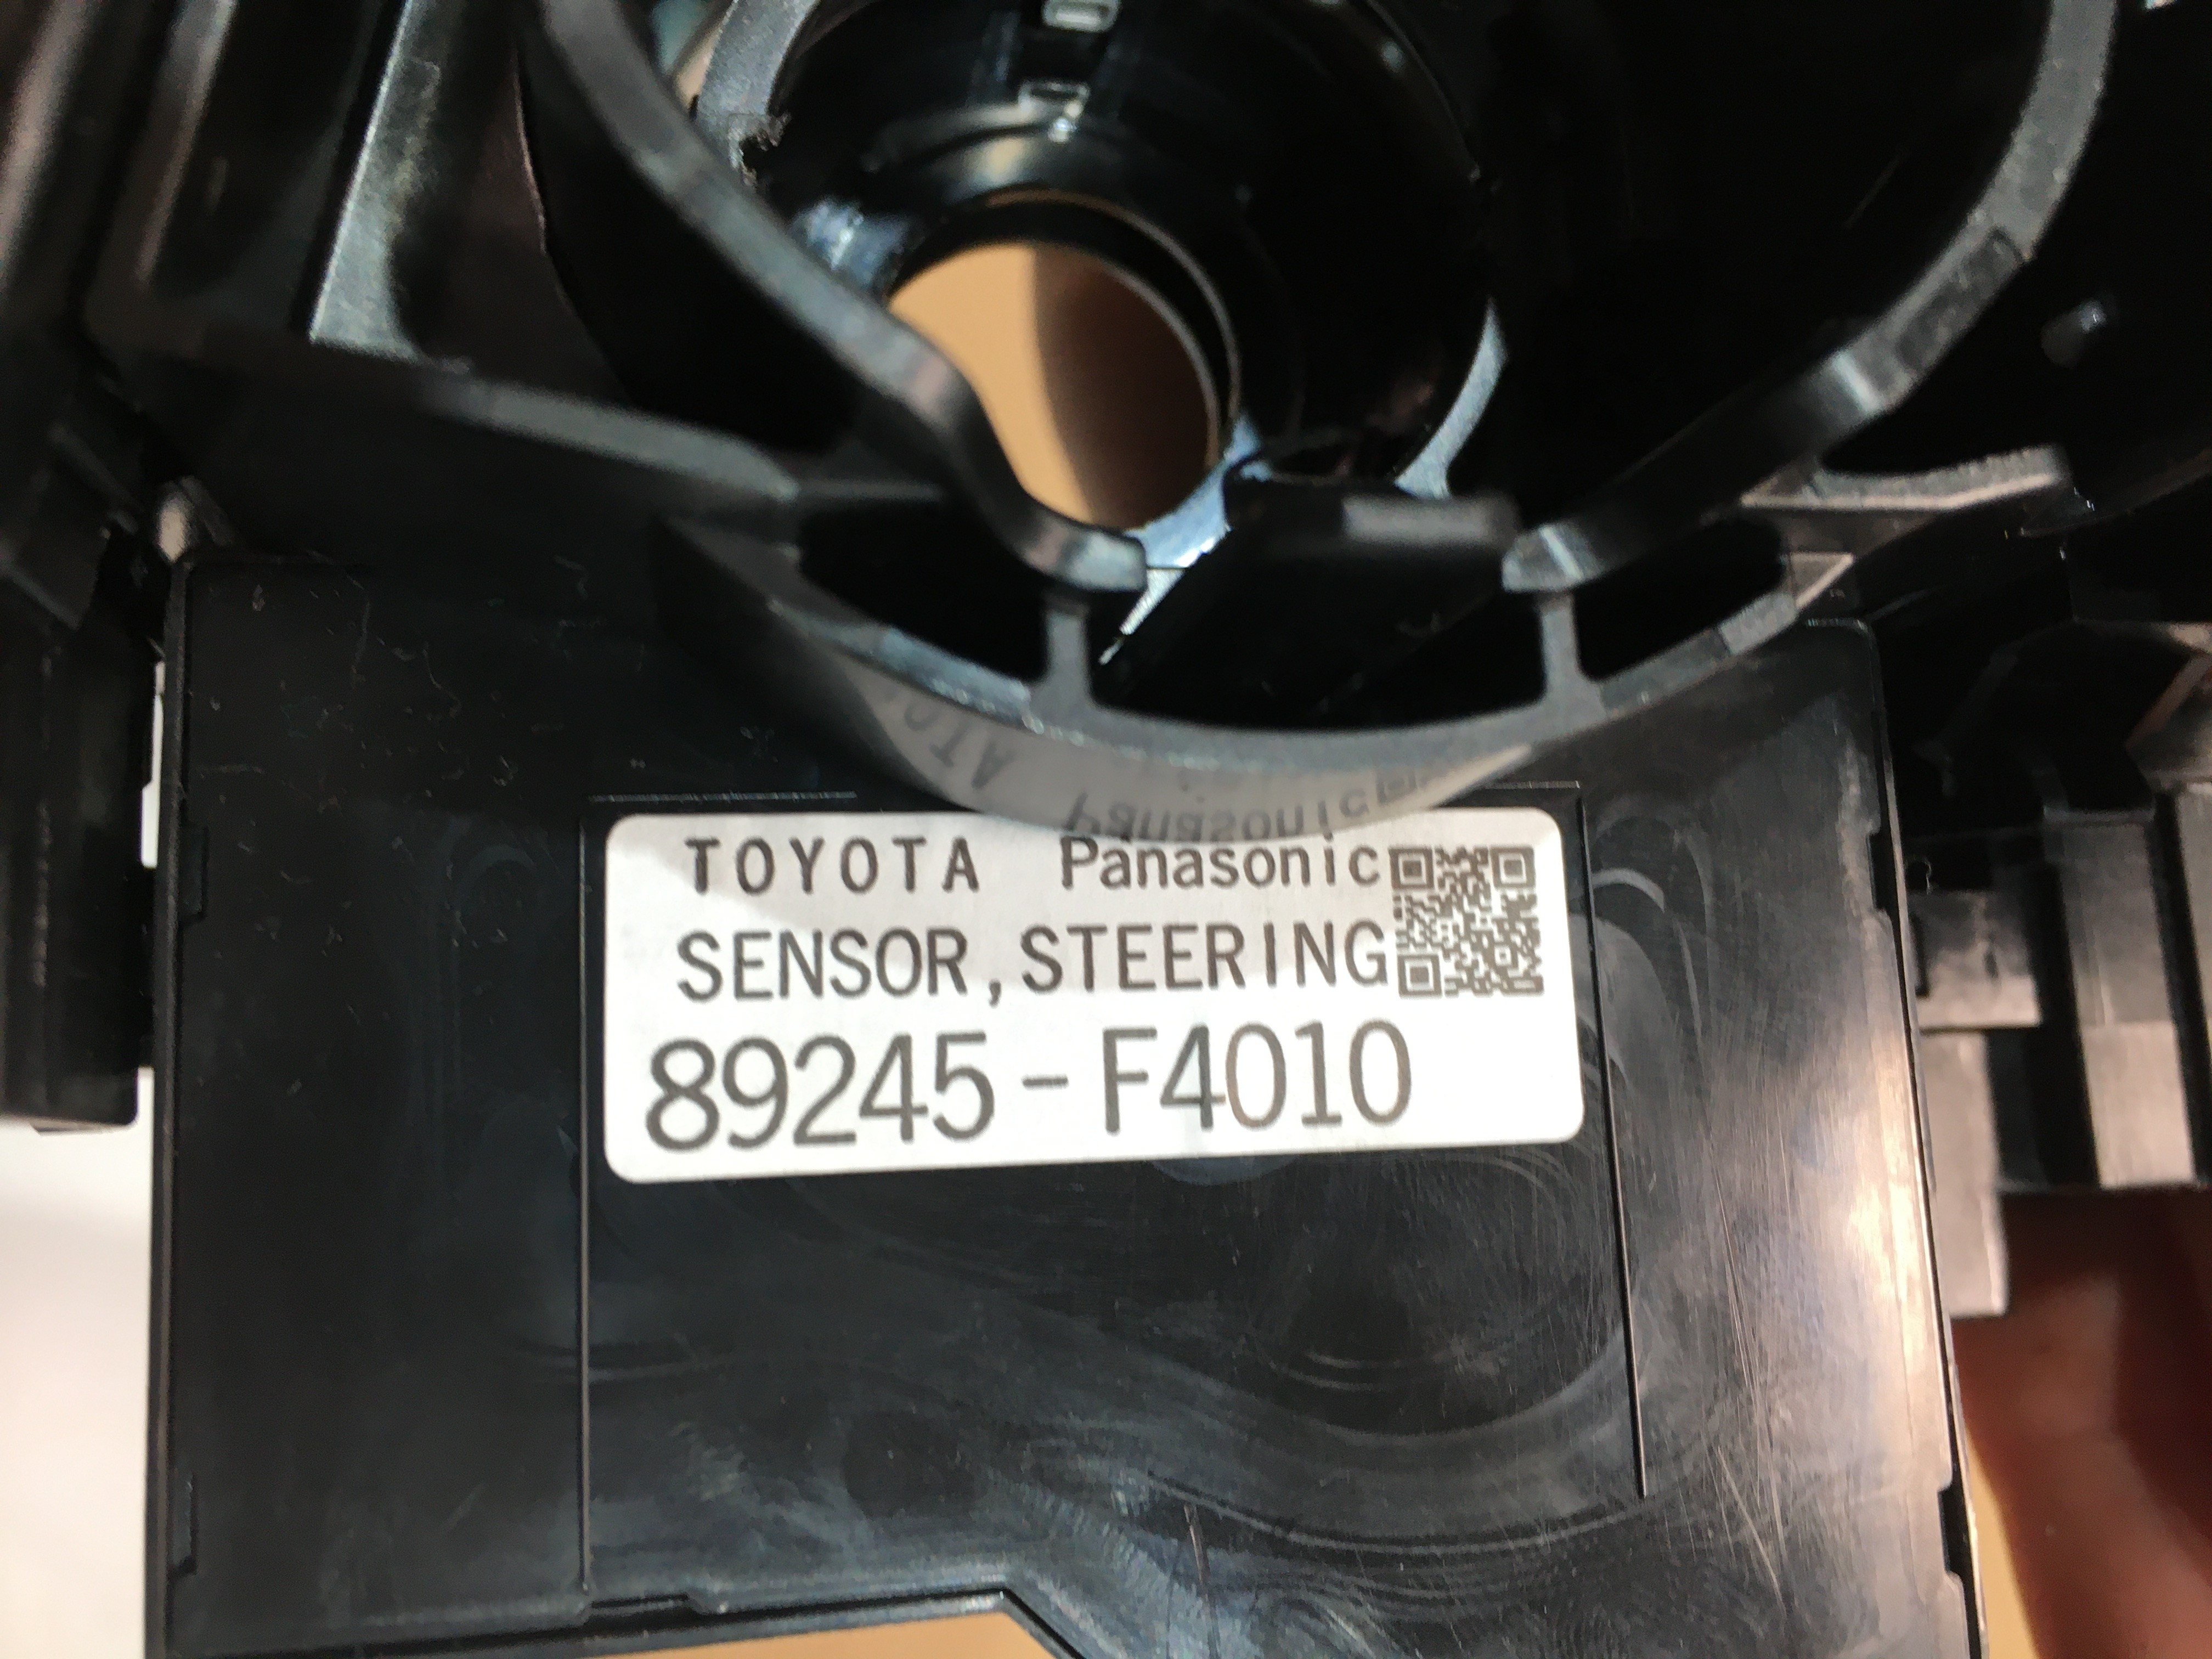 TOYOTA Panasonic
SENSOR,STEERING
89245-F4010